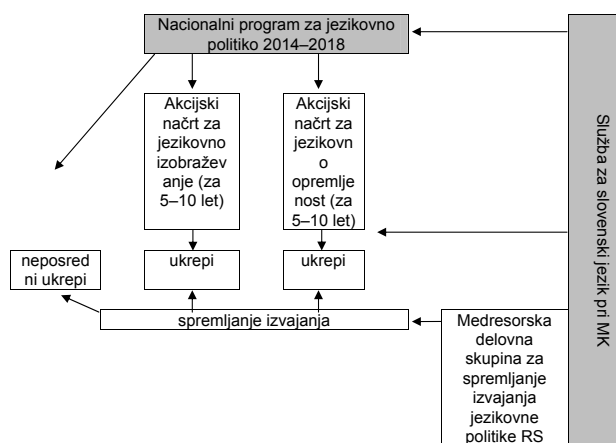 Nacionalni program za jezikovno
politiko 2014–2018
Akcijski
načrt za
jezikovno
izobražev
anje (za
5–10 let)
Akcijski
načrt za
jezikovn
o
opremlje
nost (za
5–10 let)
Služba za slovenski jezik pri MK
neposred
ni ukrepi
ukrepi
ukrepi
spremljanje izvajanja
Medresorska
delovna
skupina za
spremljanje
izvajanja
jezikovne
politike RS